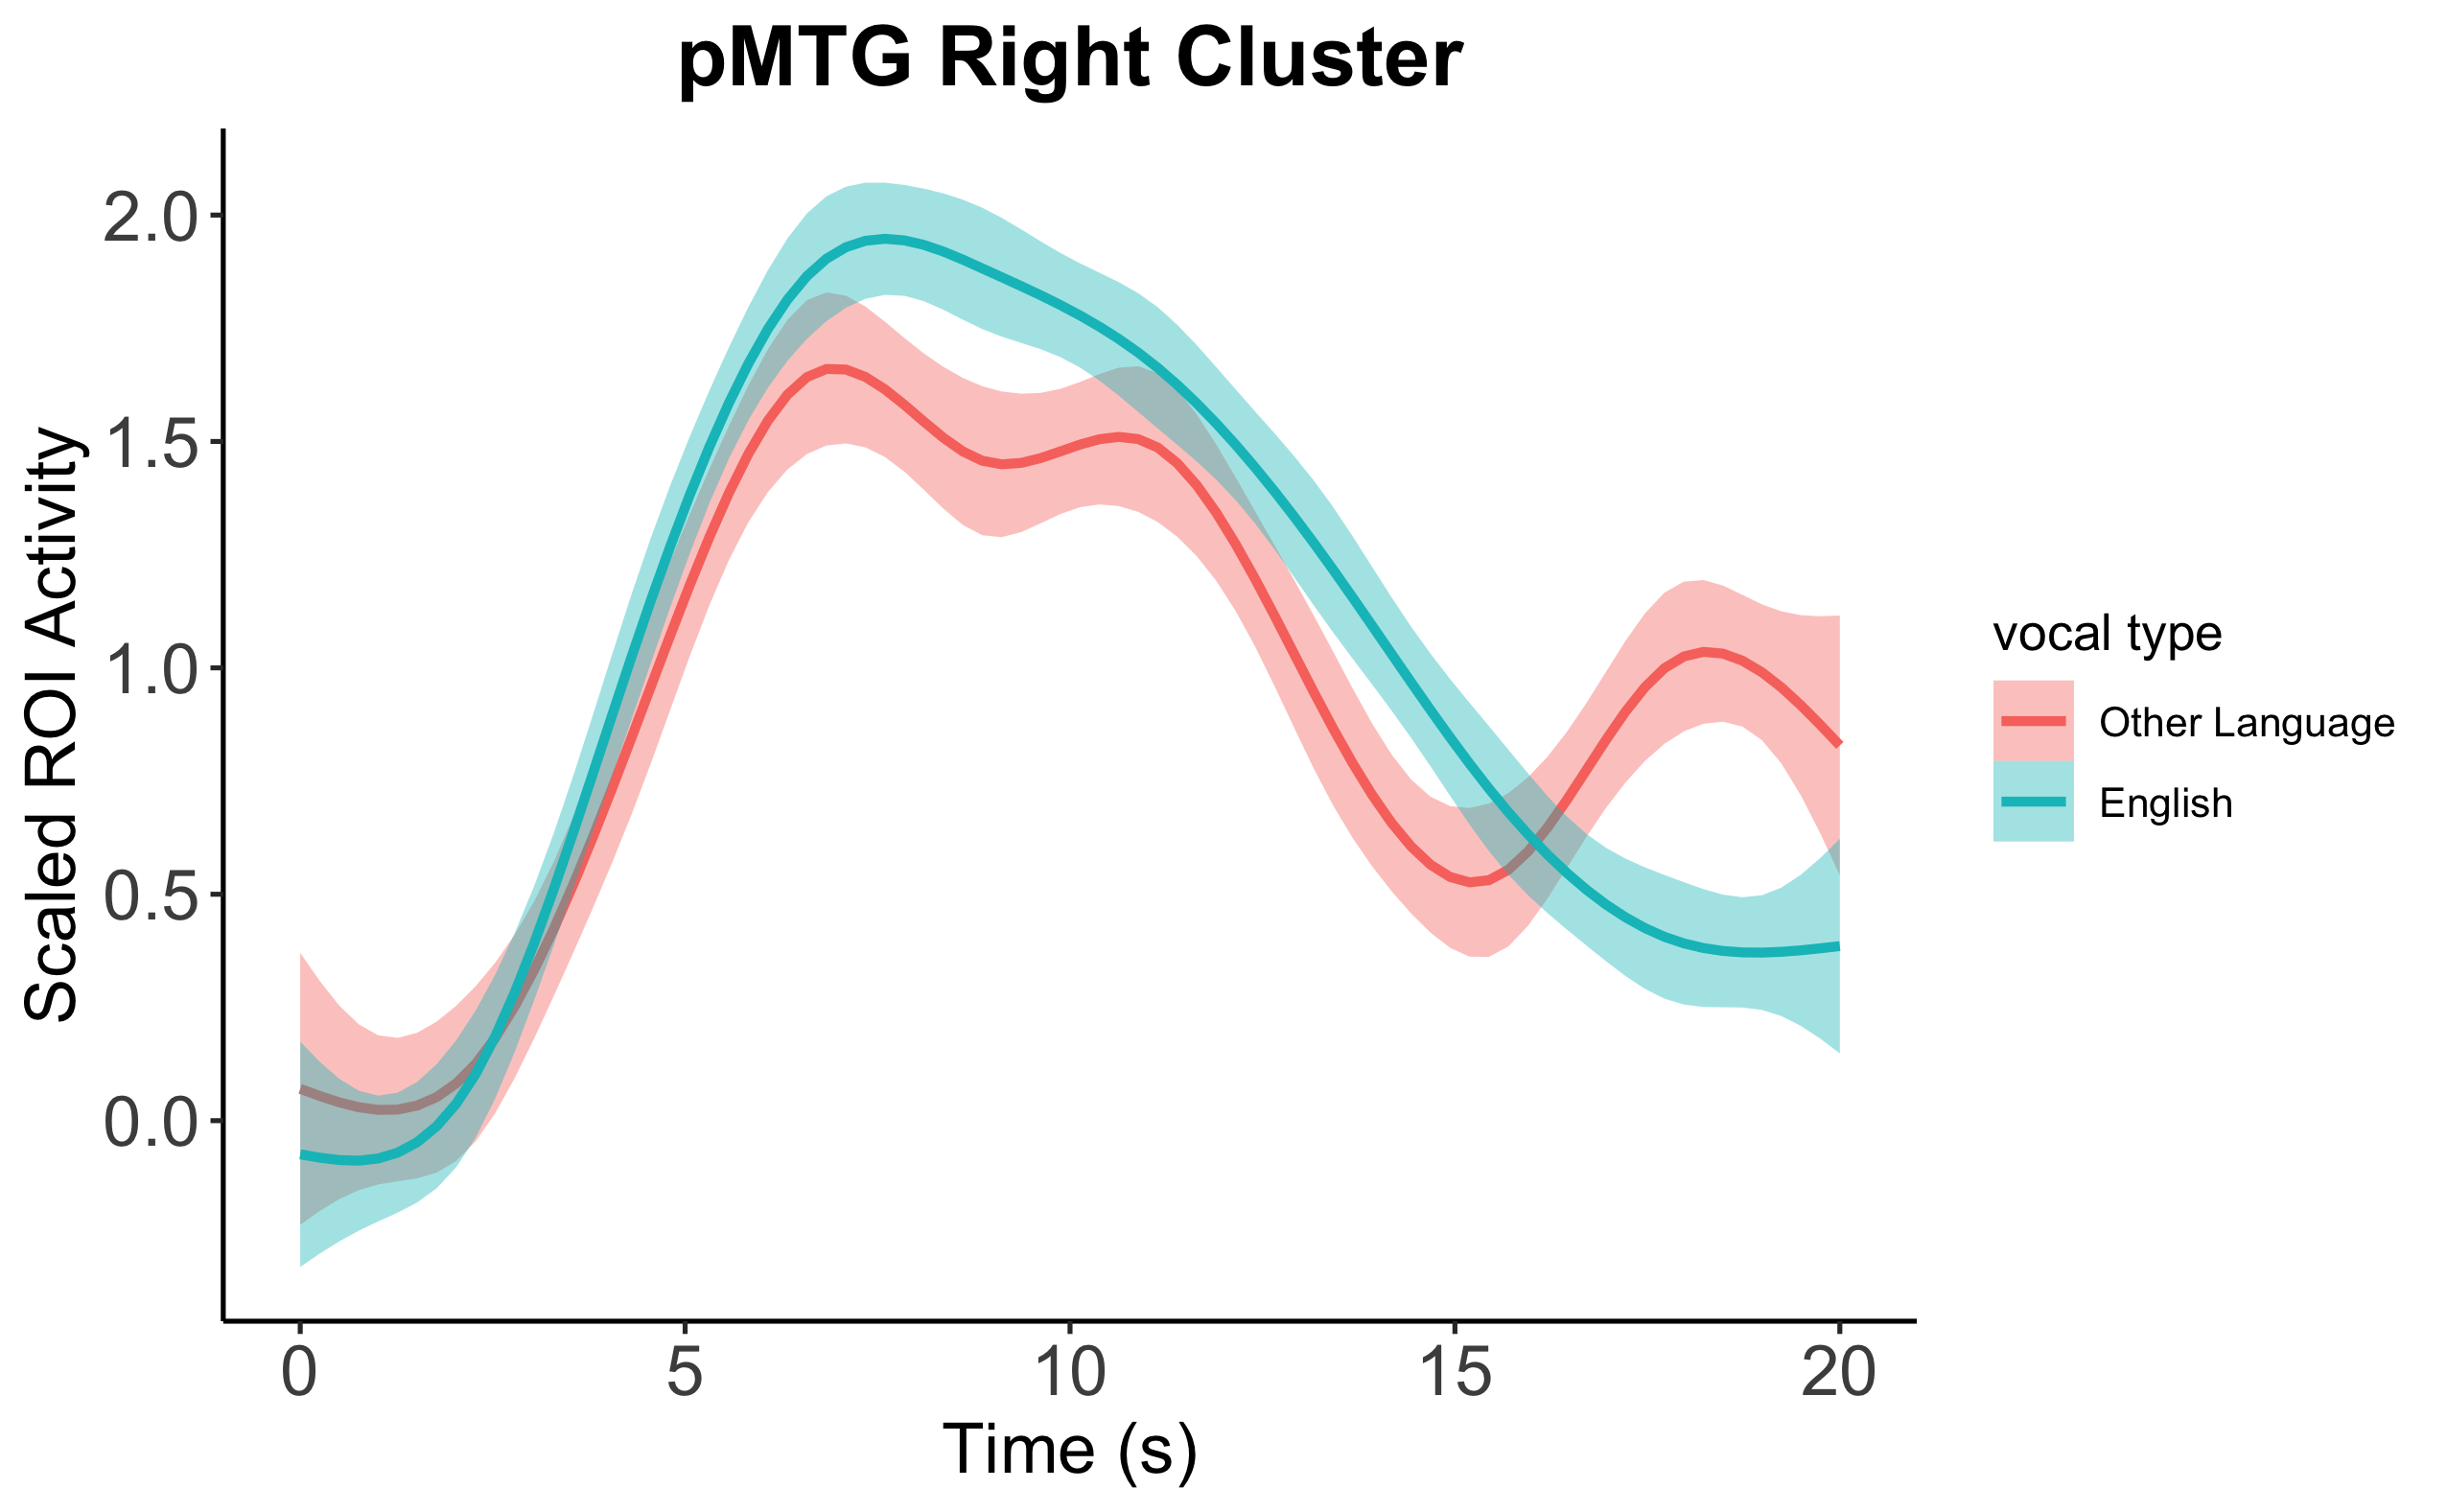 pMTG Right Cluster
Scaled ROI Activity
2.0
1.5
1.0
0.5
0.0
0
5
10
15
20
Time (s)
vocal type
Other Language
English